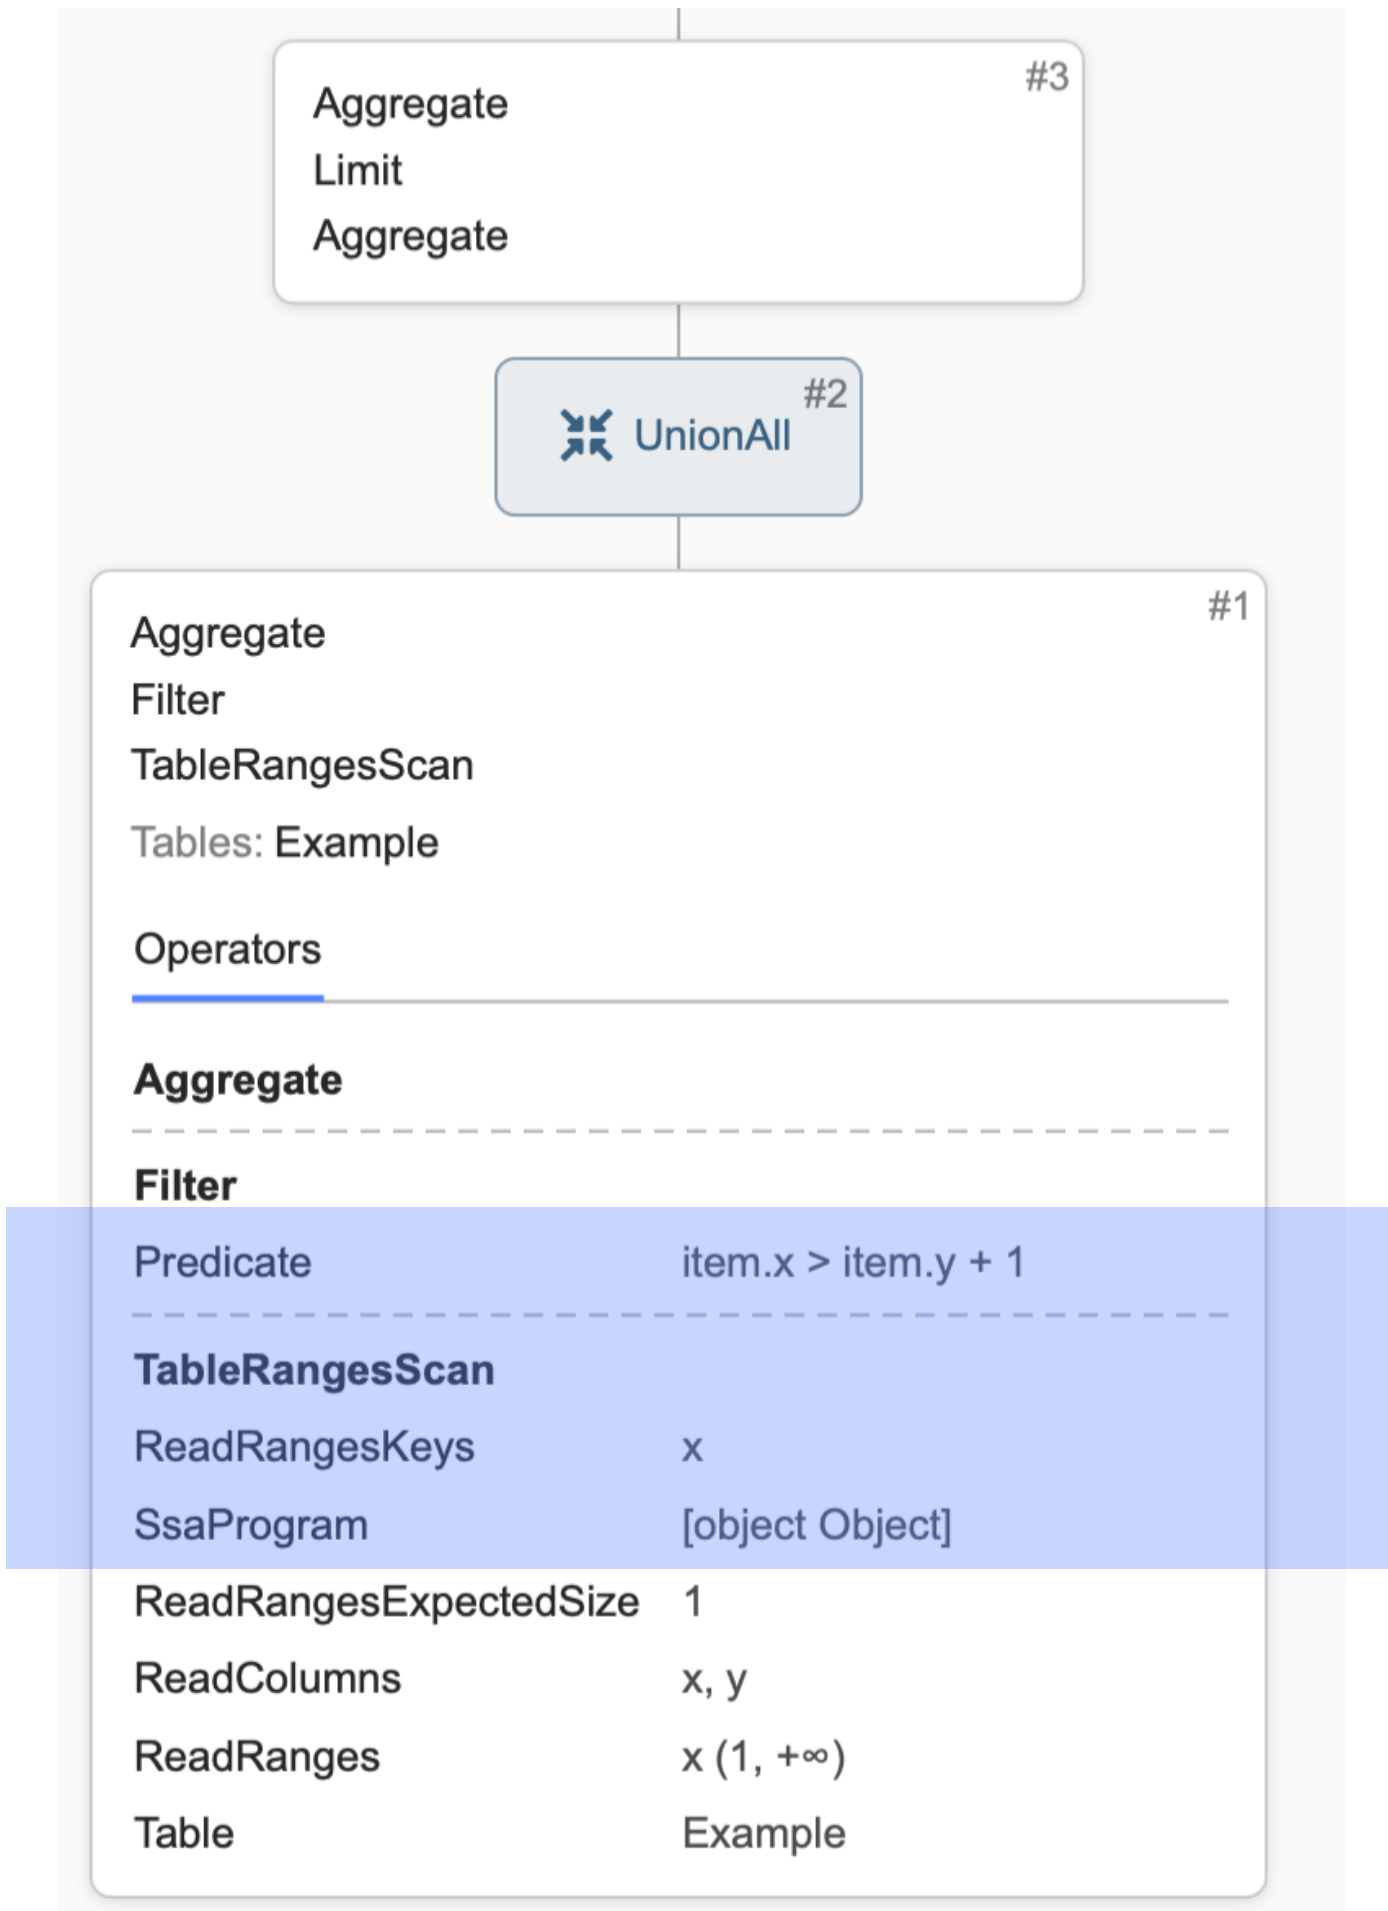 #3
Aggregate
Limit
Aggregate
#2
UnionAll
#1
Aggregate
Filter
TableRangesScan
Tables: Example
Operators
Aggregate
Filter
Predicate item.x > item.y + 1
TableRangesScan
ReadRangesKeys x
SsaProgram [object Object]
ReadRangesExpectedSize 1
ReadColumns x, y
ReadRanges x (1, +∞)
Table Example